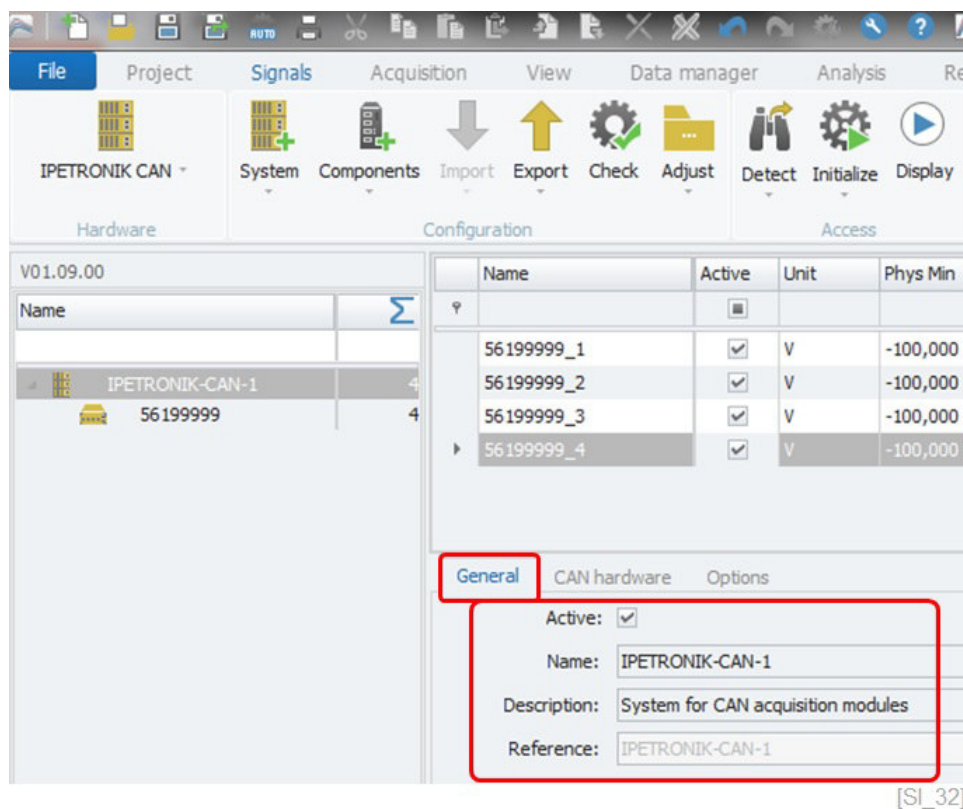 AUTO
File Project Signals Acquisition View Data manager Analysis Re
IPETRONIK CAN System Components Import Export Check Adjust Detect Initialize Display
Hardware Configuration Access
V01.09.00
Name Σ
IPETRONIK-CAN-1 4
56199999 4
Name Active Unit Phys Min
56199999_1 V -100,000
56199999_2 V -100,000
56199999_3 V -100,000
56199999_4 V -100,000
General CAN hardware Options
Active:
Name: IPETRONIK-CAN-1
Description: System for CAN acquisition modules
Reference: IPETRONIK-CAN-1
[SI_32]